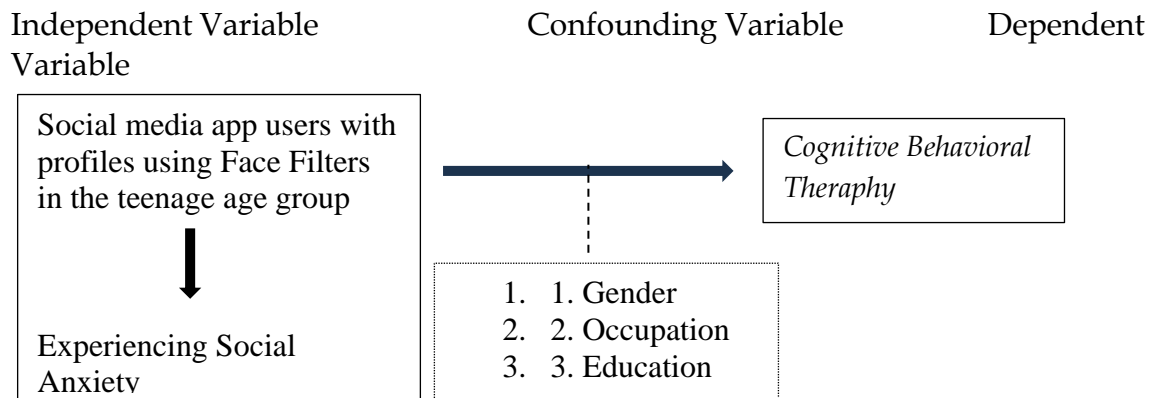 Independent Variable Confounding Variable Dependent
Variable
Social media app users with
profiles using Face Filters
in the teenage age group
Experiencing Social
Anxiety
Cognitive Behavioral
Theraphy
1. 1. Gender
2. 2. Occupation
3. 3. Education